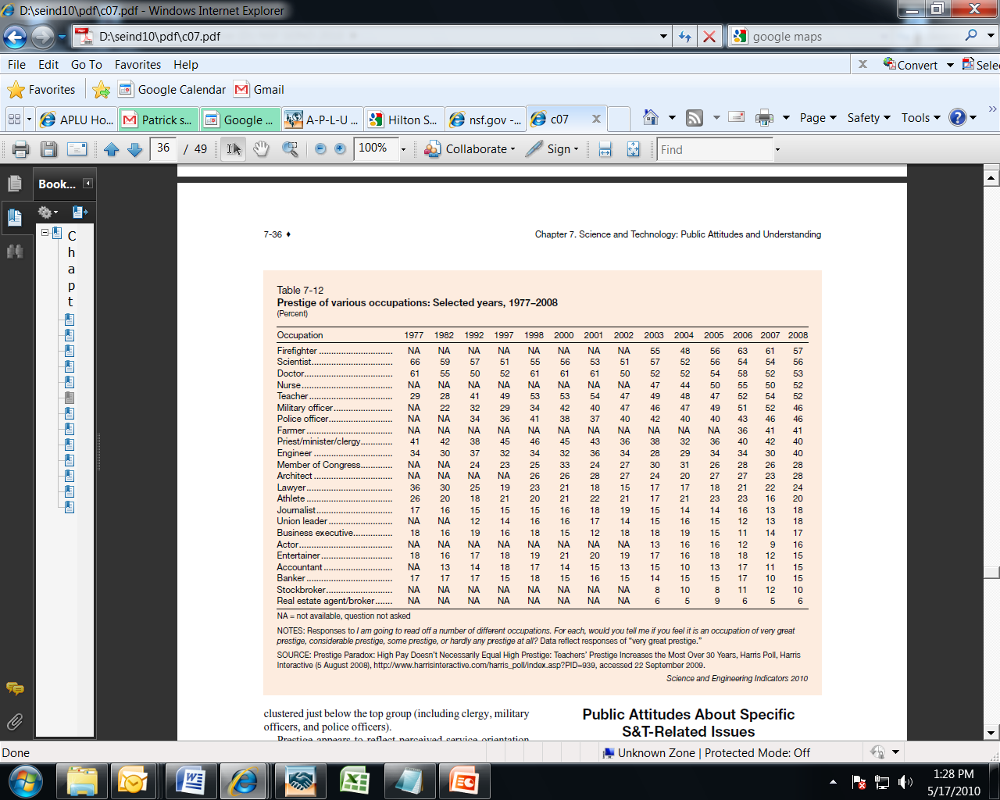 D:\seind10\pdf\c07.pdf - Windows Internet Explorer
D:\seind10\pdf\c07.pdf
google maps
File Edit Go To Favorites Help
Convert Selec
Favorites Google Calendar Gmail
APLU Ho... Patrick s... Google ... A-P-L-U ... Hilton S... nsf.gov -... c07 Page Safety Tools
36 / 49 100% Collaborate Sign Find
Book...
C
h
a
p
t
7-36 ♦ Chapter 7. Science and Technology: Public Attitudes and Understanding
Table 7-12
Prestige of various occupations: Selected years, 1977–2008
(Percent)
Occupation 1977 1982 1992 1997 1998 2000 2001 2002 2003 2004 2005 2006 2007 2008
Firefighter NA NA NA NA NA NA NA NA 55 48 56 63 61 57
Scientist 66 59 57 51 55 56 53 51 57 52 56 54 54 56
Doctor 61 55 50 52 61 61 61 50 52 52 54 58 52 53
Nurse NA NA NA NA NA NA NA NA 47 44 50 55 50 52
Teacher 29 28 41 49 53 53 54 47 49 48 47 52 54 52
Military officer NA 22 32 29 34 42 40 47 46 47 49 51 52 46
Police officer NA NA 34 36 41 38 37 40 42 40 40 43 46 46
Farmer NA NA NA NA NA NA NA NA NA NA NA 36 41 41
Priest/minister/clergy 41 42 38 45 46 45 43 36 38 32 36 40 42 40
Engineer 34 30 37 32 34 32 36 34 28 29 34 34 30 40
Member of Congress NA NA 24 23 25 33 24 27 30 31 26 28 26 28
Architect NA NA NA NA 26 26 28 27 24 20 27 27 23 28
Lawyer 36 30 25 19 23 21 18 15 17 17 18 21 22 24
Athlete 26 20 18 21 20 21 22 21 17 21 23 23 16 20
Journalist 17 16 15 15 15 16 18 19 15 14 14 16 13 18
Union leader NA NA 12 14 16 16 17 14 15 16 15 12 13 18
Business executive 18 16 19 16 18 15 12 18 18 19 15 11 14 17
Actor NA NA NA NA NA NA NA NA 13 16 16 12 9 16
Entertainer 18 16 17 18 19 21 20 19 17 16 18 18 12 15
Accountant NA 13 14 18 17 14 15 13 15 10 13 17 11 15
Banker 17 17 17 15 18 15 16 15 14 15 15 17 10 15
Stockbroker NA NA NA NA NA NA NA NA 8 10 8 11 12 10
Real estate agent/broker NA NA NA NA NA NA NA NA 6 5 9 6 5 6
NA = not available, question not asked
NOTES: Responses to I am going to read off a number of different occupations. For each, would you tell me if you feel it is an occupation of very great
prestige, considerable prestige, some prestige, or hardly any prestige at all? Data reflect responses of “very great prestige.”
SOURCE: Prestige Paradox: High Pay Doesn’t Necessarily Equal High Prestige: Teachers’ Prestige Increases the Most Over 30 Years, Harris Poll, Harris
Interactive (5 August 2008), http://www.harrisinteractive.com/harris_poll/index.asp?PID=939, accessed 22 September 2009.
Science and Engineering Indicators 2010
clustered just below the top group (including clergy, military
officers, and police officers).
Prestige appears to reflect perceived service orientation
Public Attitudes About Specific
S&T-Related Issues
Done Unknown Zone | Protected Mode: Off
1:28 PM
5/17/2010